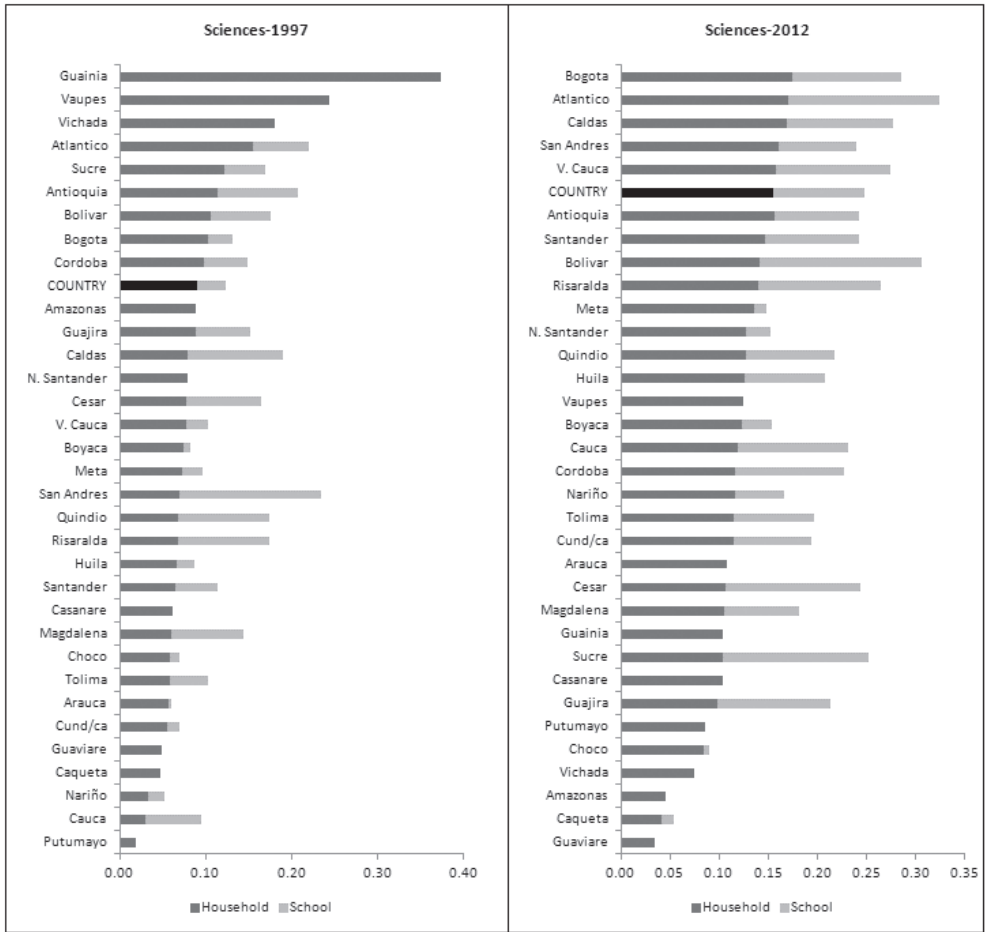 Sciences-1997
Guainia
Vaupes
Vichada
Atlantico
Sucre
Antioquia
Bolivar
Bogota
Cordoba
COUNTRY
Amazonas
Guajira
Caldas
N. Santander
Cesar
V. Cauca
Boyaca
Meta
San Andres
Quindio
Risaralda
Huila
Santander
Casanare
Magdalena
Choco
Tolima
Arauca
Cund/ca
Guaviare
Caqueta
Nariño
Cauca
Putumayo
0.00 0.10 0.20 0.30 0.40
Household School
Sciences-2012
Bogota
Atlantico
Caldas
San Andres
V. Cauca
COUNTRY
Antioquia
Santander
Bolivar
Risaralda
Meta
N. Santander
Quindio
Huila
Vaupes
Boyaca
Cauca
Cordoba
Nariño
Tolima
Cund/ca
Arauca
Cesar
Magdalena
Guainia
Sucre
Casanare
Guajira
Putumayo
Choco
Vichada
Amazonas
Caqueta
Guaviare
0.00 0.05 0.10 0.15 0.20 0.25 0.30 0.35
Household School